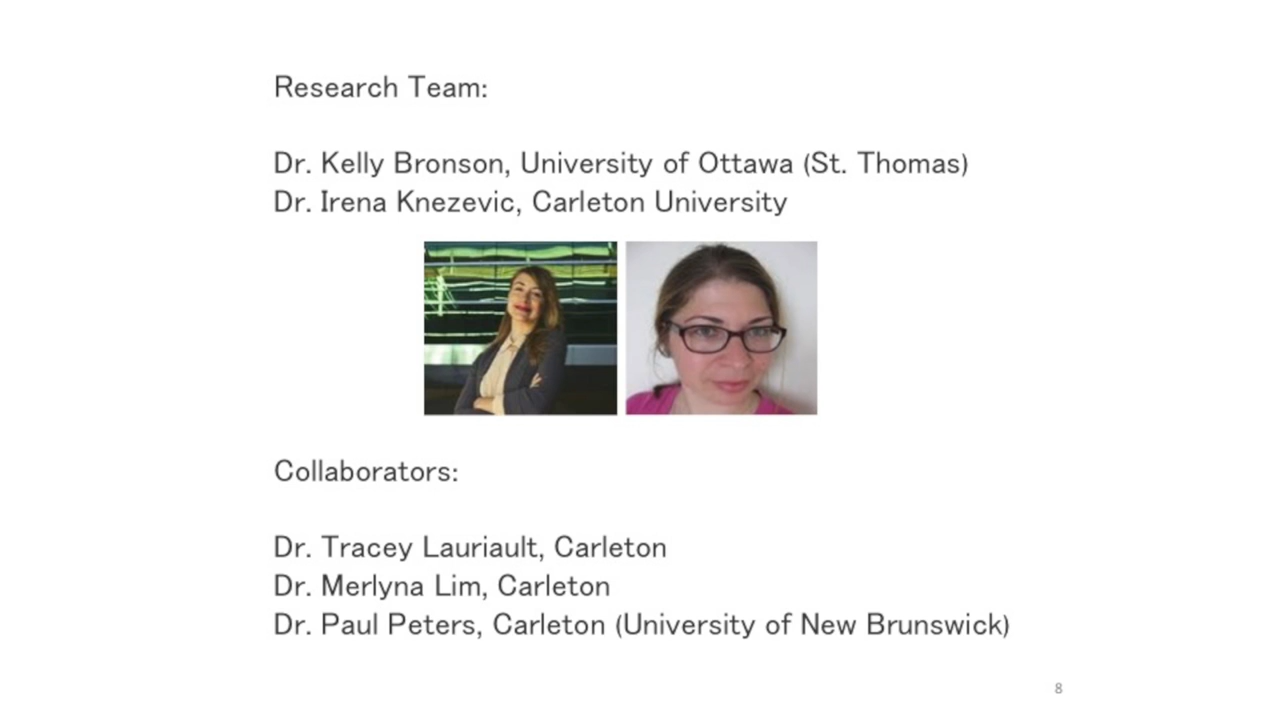 Research Team:
Dr. Kelly Bronson, University of Ottawa (St. Thomas)
Dr. Irena Knezevic, Carleton University
Collaborators:
Dr. Tracey Lauriault, Carleton
Dr. Merlyna Lim, Carleton
Dr. Paul Peters, Carleton (University of New Brunswick)
8